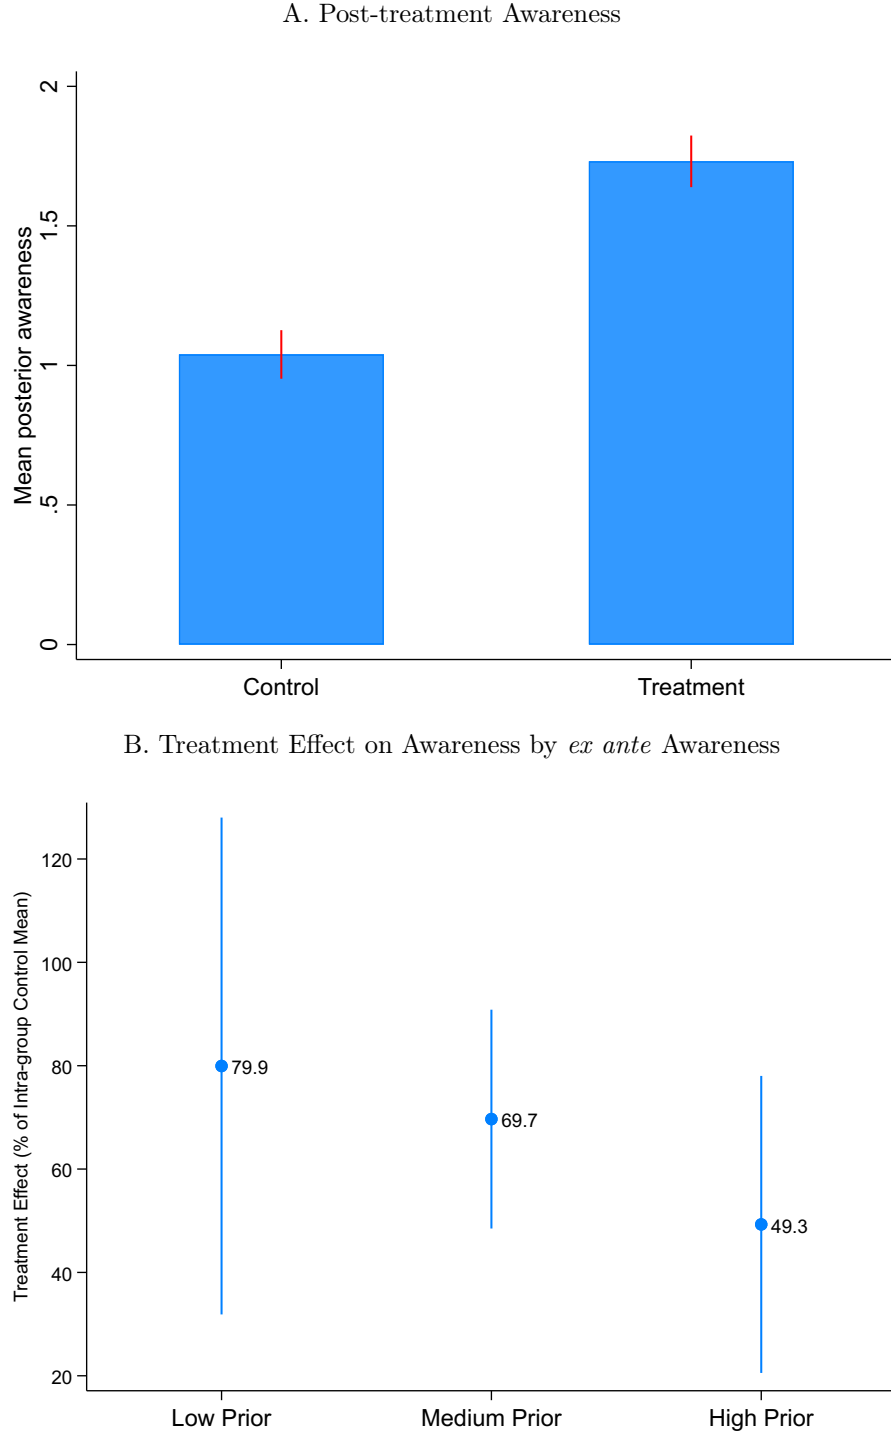 A. Post-treatment Awareness
Mean posterior awareness
2
1.5
1
.5
0
Control Treatment
B. Treatment Effect on Awareness by ex ante Awareness
Treatment Effect (% of Intra-group Control Mean)
120
100
80
60
40
20
79.9
69.7
49.3
Low Prior Medium Prior High Prior